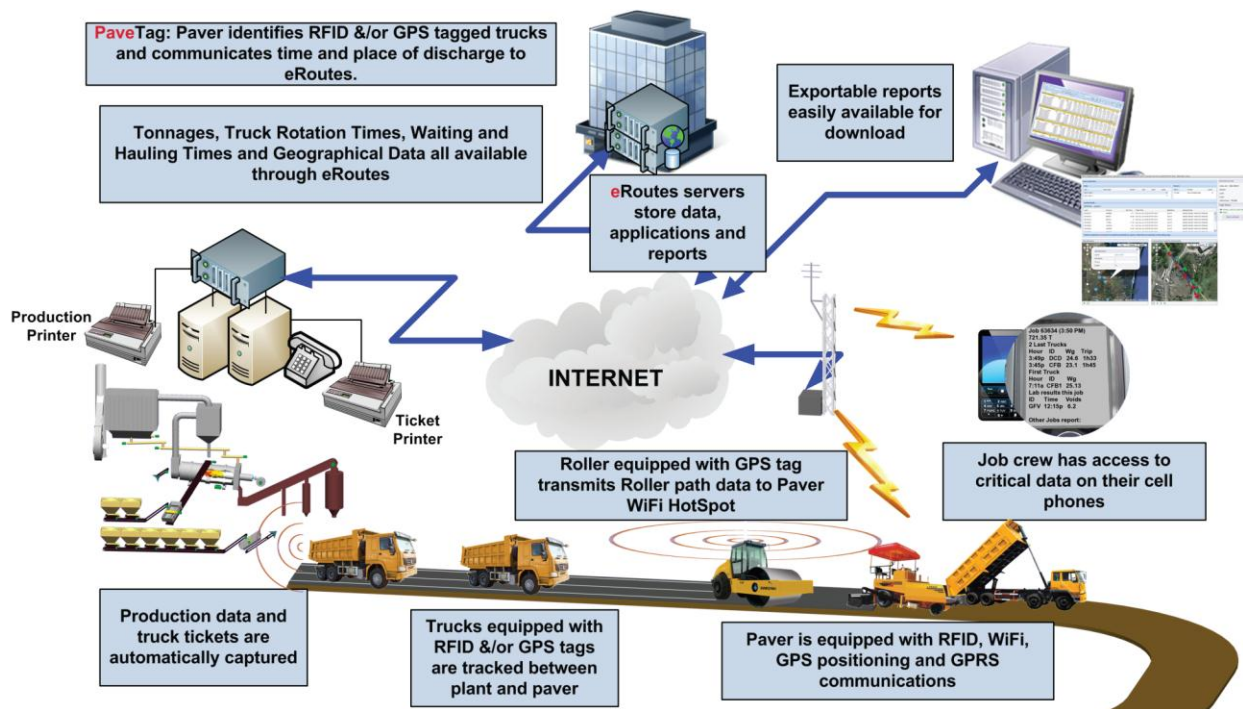 PaveTag: Paver identifies RFID &/or GPS tagged trucks
and communicates time and place of discharge to
eRoutes.
Tonnages, Truck Rotation Times, Waiting and
Hauling Times and Geographical Data all available
through eRoutes
Exportable reports
easily available for
download
eRoutes servers
store data,
applications and
reports
Production
Printer
Ticket
Printer
INTERNET
Job 63634 (3:50 PM)
721.35 T
2 Last Trucks
Hour ID Wg Trip
3:49p DCD 24.6 1h33
3:45p CFB 23.1 1h45
First Truck
Hour ID Wg
7:11a CFB1 25.13
Lab results this job
ID Time Voids
GFV 12:15p 6.2
Other Jobs report:
Roller equipped with GPS tag
transmits Roller path data to Paver
WiFi HotSpot
Job crew has access to
critical data on their cell
phones
Production data and
truck tickets are
automatically captured
Trucks equipped with
RFID &/or GPS tags
are tracked between
plant and paver
Paver is equipped with RFID, WiFi,
GPS positioning and GPRS
communications